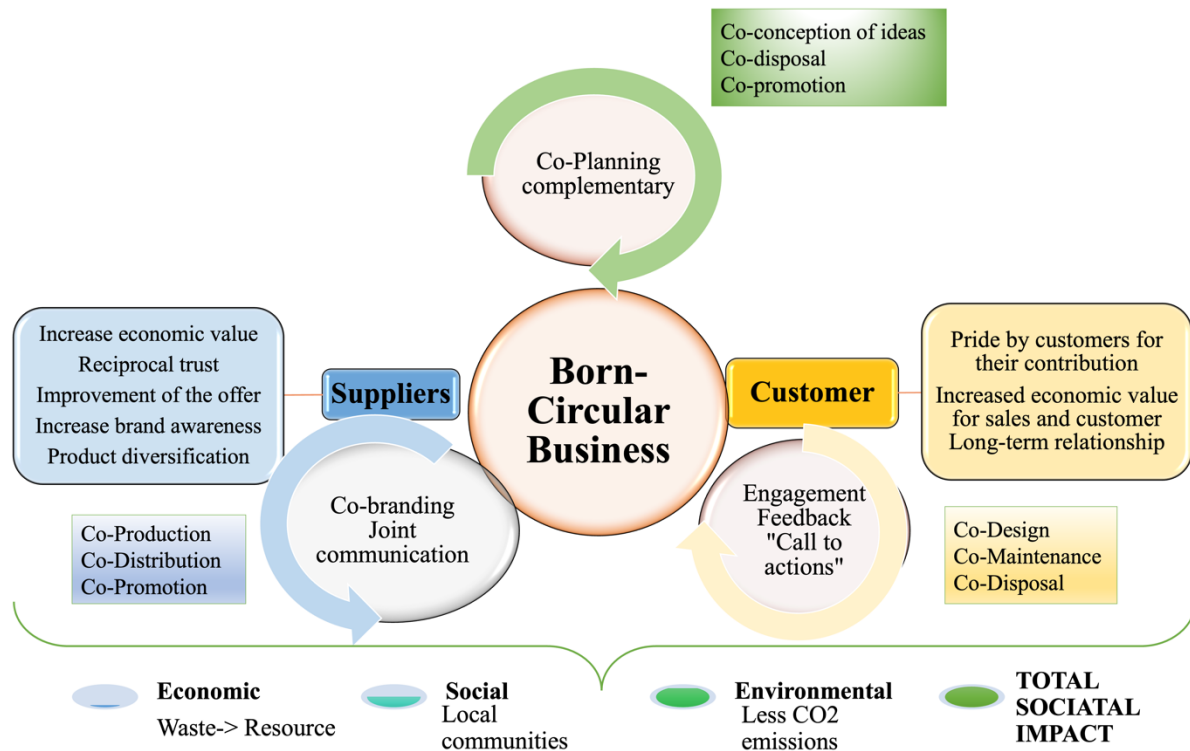 Co-conception of ideas
Co-disposal
Co-promotion
Co-Planning
complementary
Increase economic value
Reciprocal trust
Improvement of the offer
Increase brand awareness
Product diversification
Suppliers
Born-
Circular
Business
Customer
Pride by customers for
their contribution
Increased economic value
for sales and customer
Long-term relationship
Co-branding
Joint
communication
Engagement
Feedback
"Call to
actions"
Co-Production
Co-Distribution
Co-Promotion
Co-Design
Co-Maintenance
Co-Disposal
Economic
Waste-> Resource
Social
Local
communities
Environmental
Less CO2
emissions
TOTAL
SOCIATAL
IMPACT